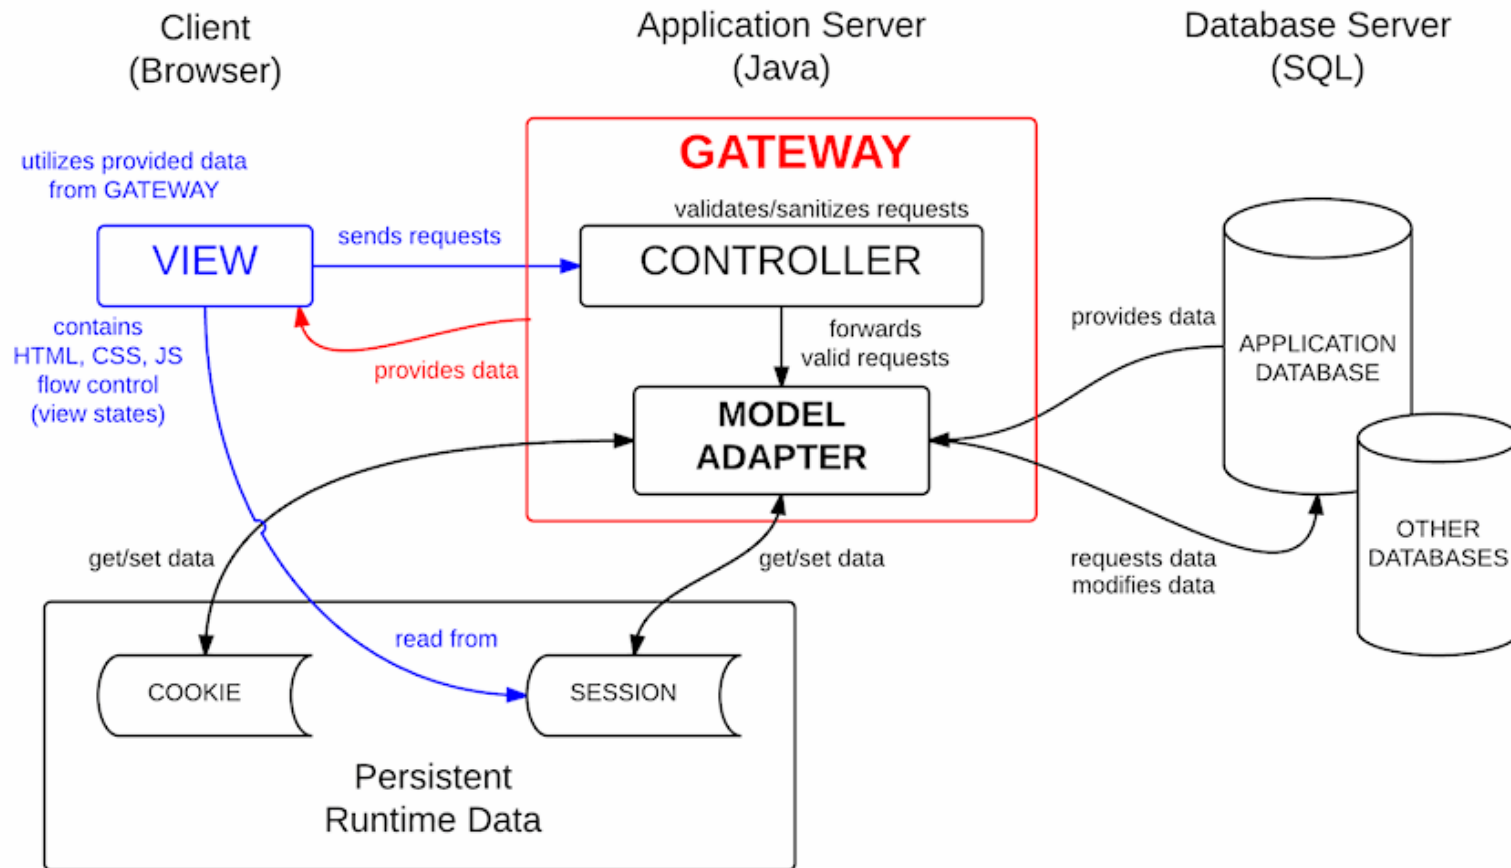 Client
(Browser)
Application Server
(Java)
Database Server
(SQL)
utilizes provided data
from GATEWAY
GATEWAY
validates/sanitizes requests
VIEW
sends requests
CONTROLLER
contains
HTML, CSS, JS
flow control
(view states)
provides data
forwards
valid requests
provides data
APPLICATION
DATABASE
MODEL
ADAPTER
get/set data
get/set data
requests data
modifies data
OTHER
DATABASES
read from
COOKIE
SESSION
Persistent
Runtime Data